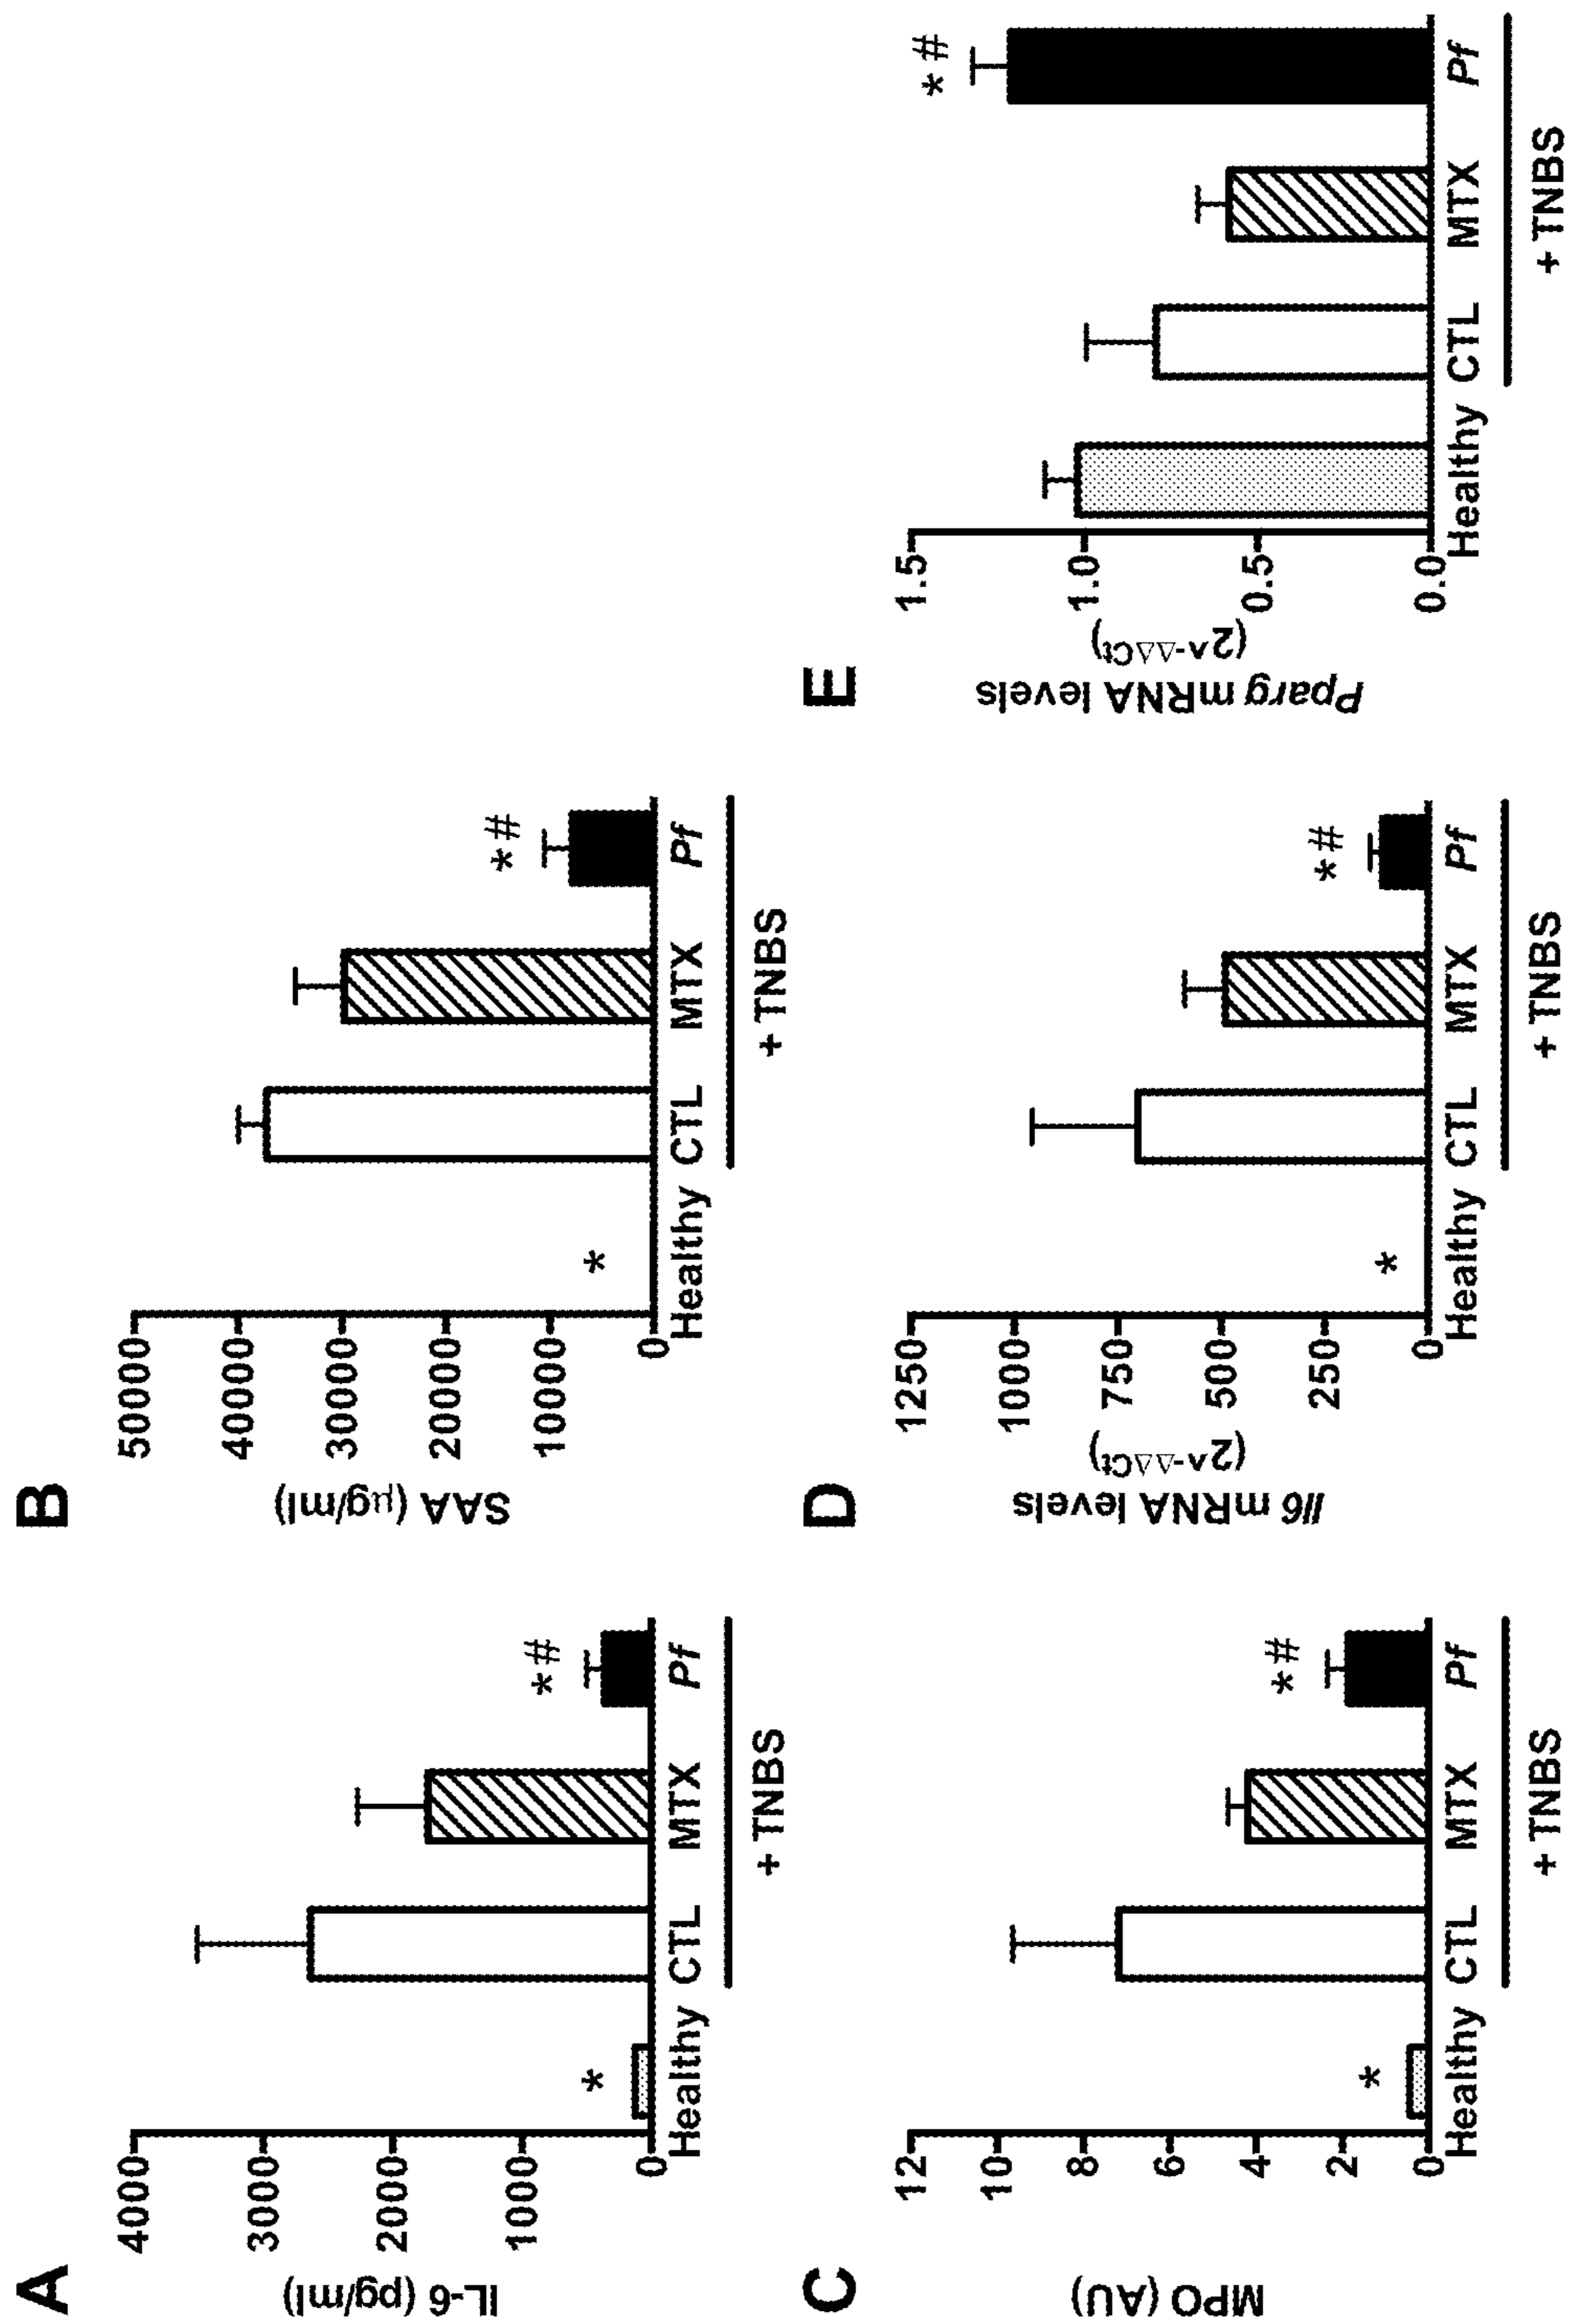 A
IL-6 (pg/ml)
4000
3000
2000
1000
0
*
*#
Healthy CTL MTX Pf
+ TNBS
B
SAA (µg/ml)
50000
40000
30000
20000
10000
0
*
*#
Healthy CTL MTX Pf
+ TNBS
C
MPO (AU)
12
10
8
6
4
2
0
*
*#
Healthy CTL MTX Pf
+ TNBS
D
Il6 mRNA levels
(2^-△△Ct)
1250
1000
750
500
250
0
*
*#
Healthy CTL MTX Pf
+ TNBS
E
Pparg mRNA levels
(2^-△△Ct)
1.5
1.0
0.5
0.0
*#
Healthy CTL MTX Pf
+ TNBS